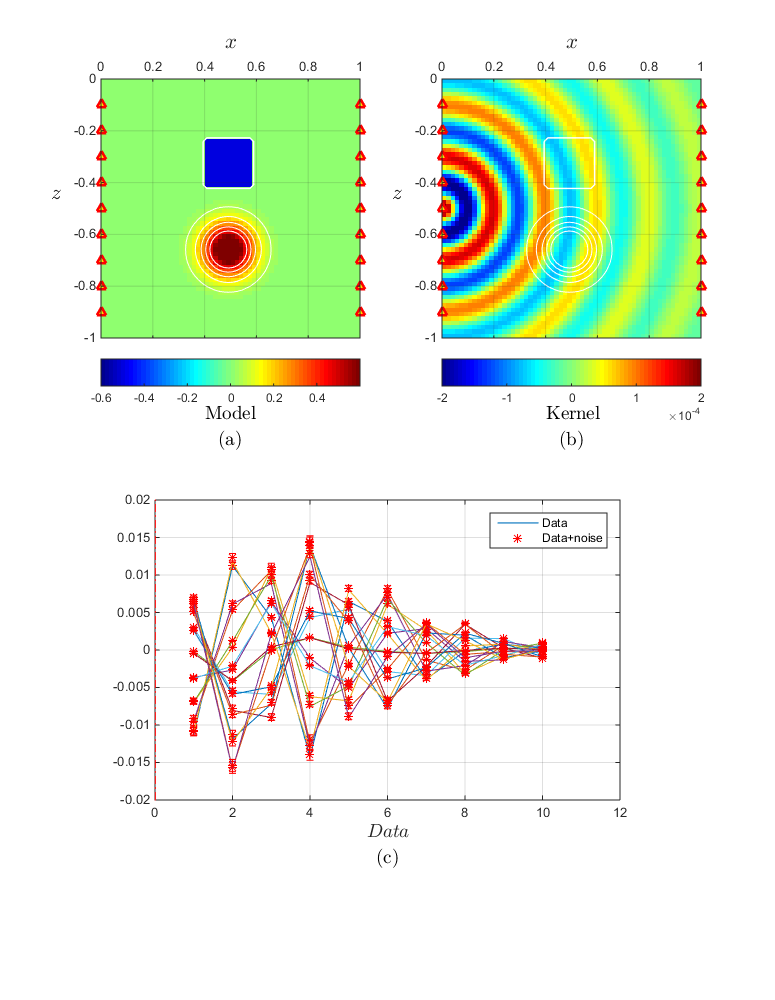 x
0 0.2 0.4 0.6 0.8 1
0
-0.2
-0.4
-0.6
-0.8
-1
z
-0.6 -0.4 -0.2 0 0.2 0.4
Model
(a)
x
0 0.2 0.4 0.6 0.8 1
0
-0.2
-0.4
-0.6
-0.8
-1
z
-2 -1 0 1 2
Kernel
×10⁻⁴
(b)
0.02
0.015
0.01
0.005
0
-0.005
-0.01
-0.015
-0.02
Data
Data+noise
0 2 4 6 8 10 12
Data
(c)